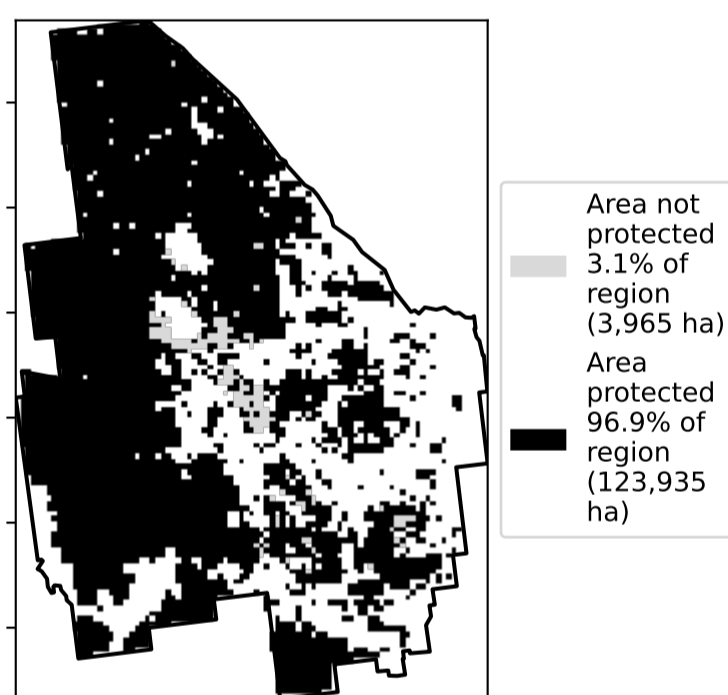 Area not
protected
3.1% of
region
(3,965 ha)
Area
protected
96.9% of
region
(123,935
ha)